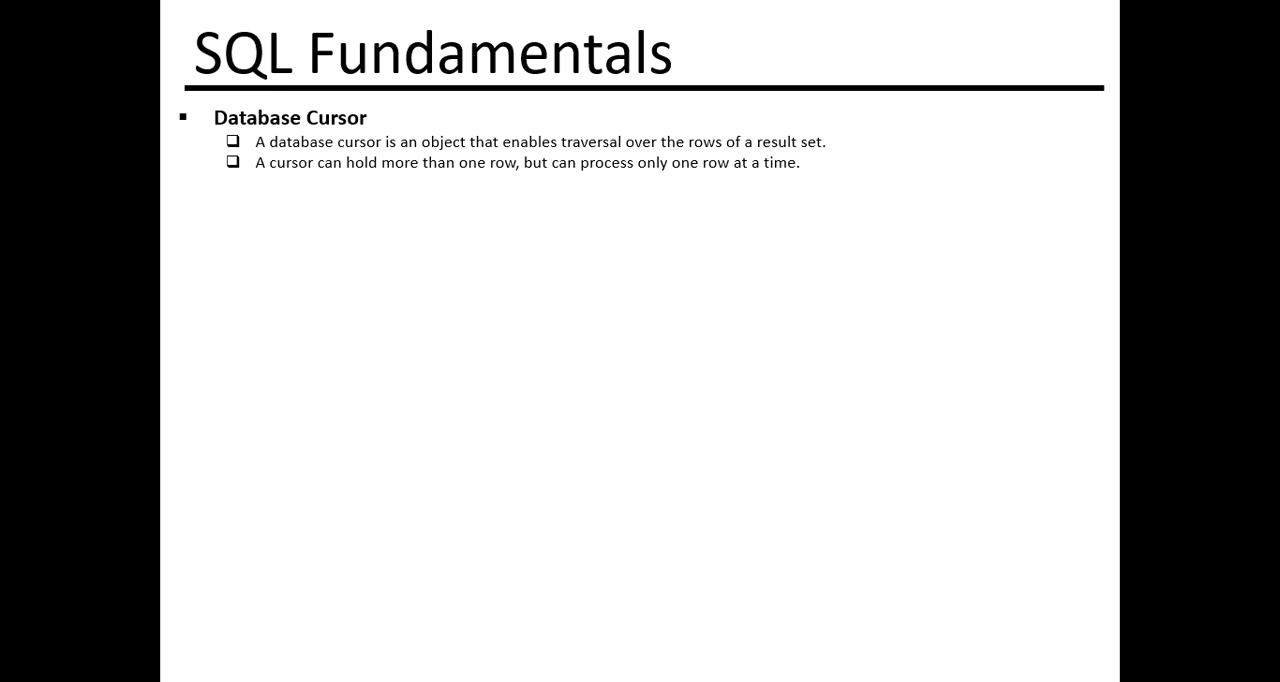 SQL Fundamentals
Database Cursor
A database cursor is an object that enables traversal over the rows of a result set.
A cursor can hold more than one row, but can process only one row at a time.